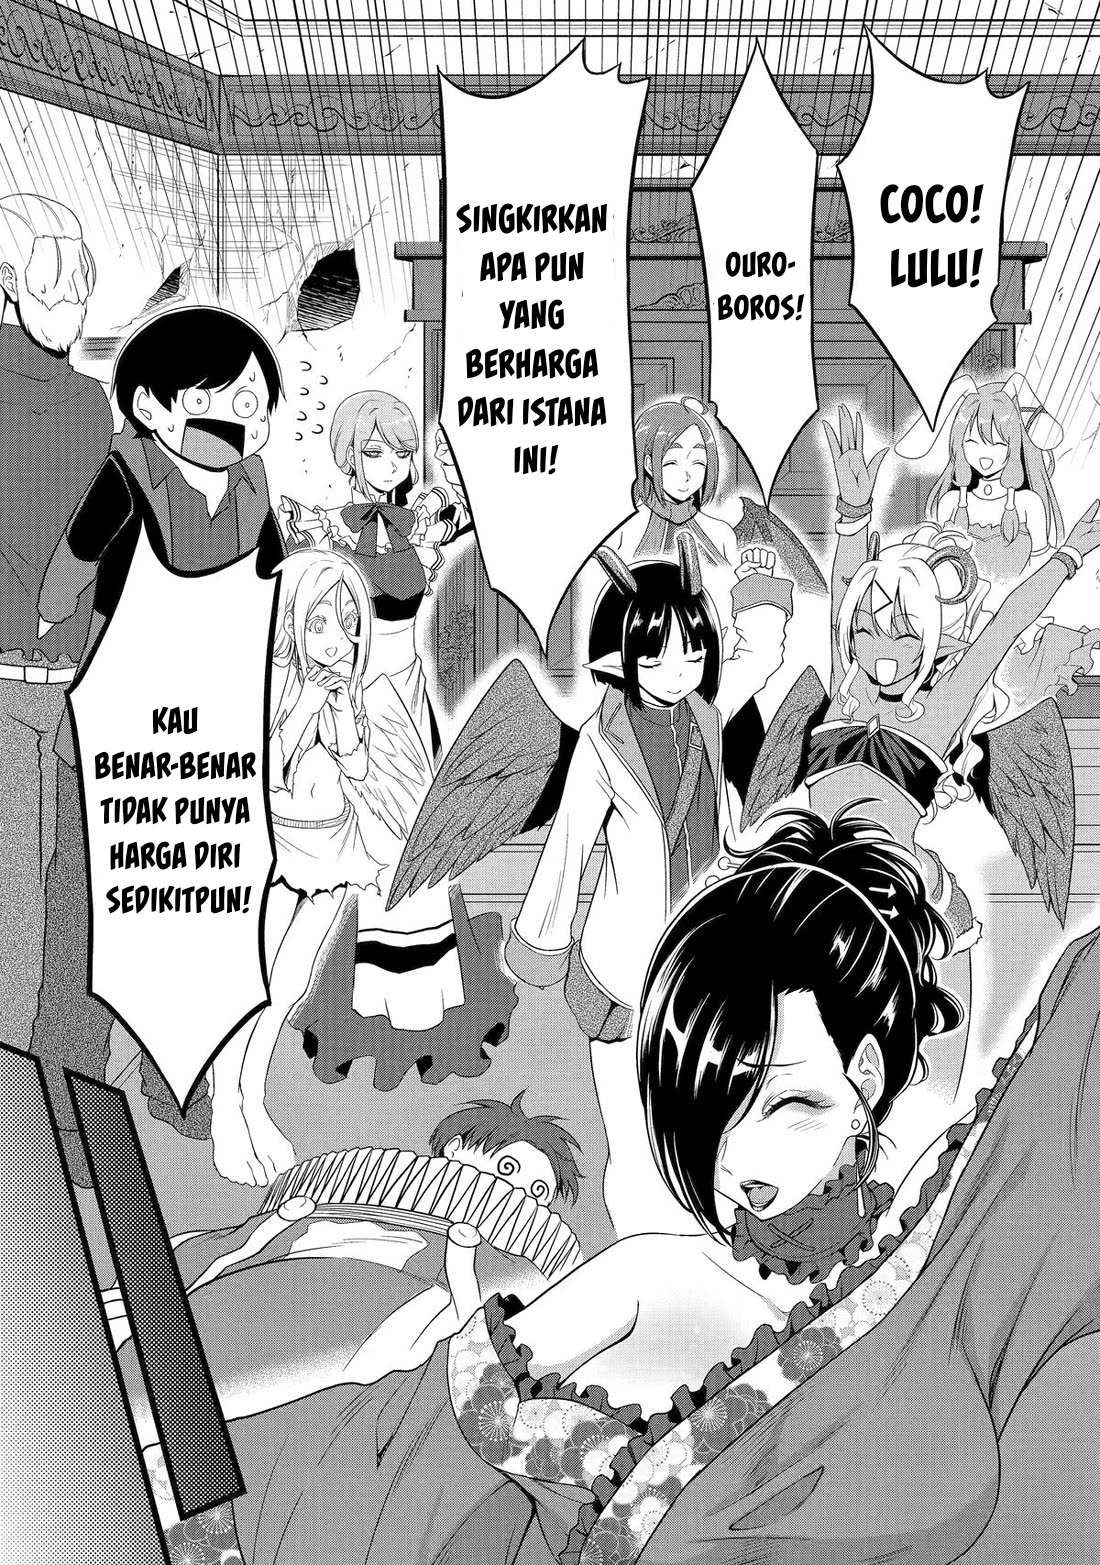 COCO!
LULU!
OURO-
BOROS!
SINGKIRKAN
APA PUN
YANG
BERHARGA
DARI ISTANA
INI!
KAU
BENAR-BENAR
TIDAK PUNYA
HARGA DIRI
SEDIKITPUN!